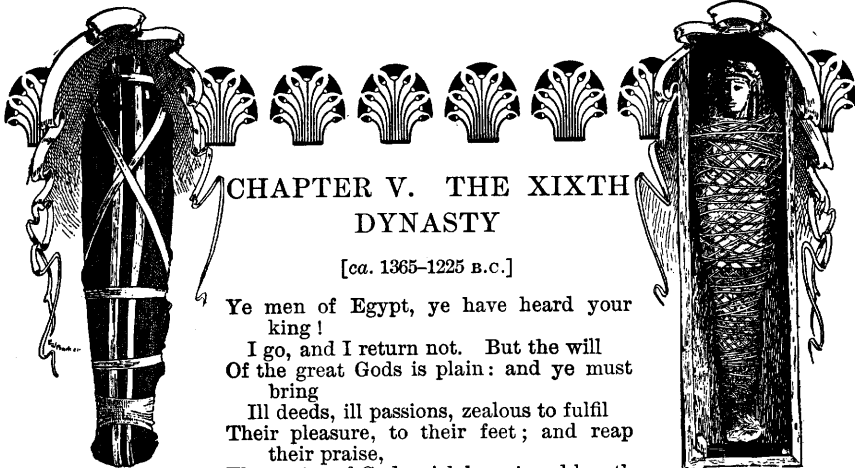 CHAPTER V. THE XIXTH
DYNASTY
[ca. 1365–1225 B.C.]
Ye men of Egypt, ye have heard your
king!
I go, and I return not. But the will
Of the great Gods is plain: and ye must
bring
Ill deeds, ill passions, zealous to fulfil
Their pleasure, to their feet; and reap
their praise,